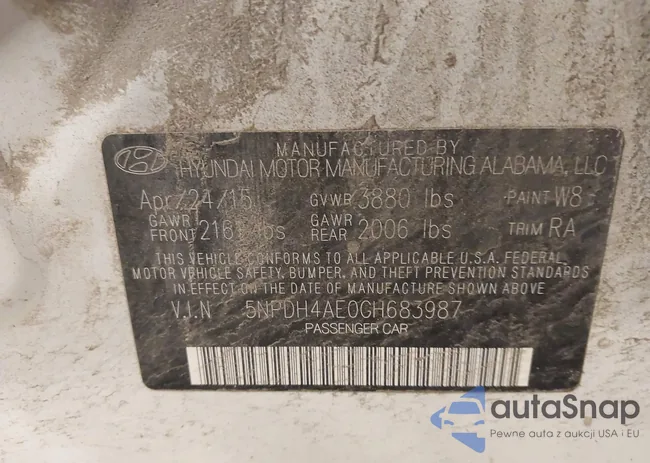 MANUFACTURED BY
HYUNDAI MOTOR MANUFACTURING ALABAMA, LLC
Apr/24/15 GVWR 3880 lbs PAINT W8
GAWR FRONT 2161 lbs GAWR REAR 2006 lbs TRIM RA
THIS VEHICLE CONFORMS TO ALL APPLICABLE U.S.A. FEDERAL
MOTOR VEHICLE SAFETY, BUMPER, AND THEFT PREVENTION STANDARDS
IN EFFECT ON THE DATE OF MANUFACTURE SHOWN ABOVE.
V.I.N 5NPDH4AE0GH683987
PASSENGER CAR
autaSnap
Pewne auta z aukcji USA i EU